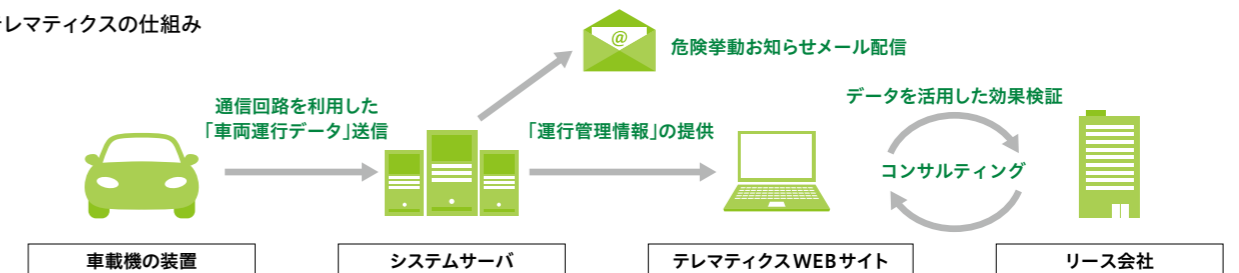 テレマティクスの仕組み
@
危険挙動お知らせメール配信
通信回路を利用した
「車両運行データ」送信
「運行管理情報」の提供
データを活用した効果検証
コンサルティング
車載機の装置
システムサーバ
テレマティクスWEBサイト
リース会社